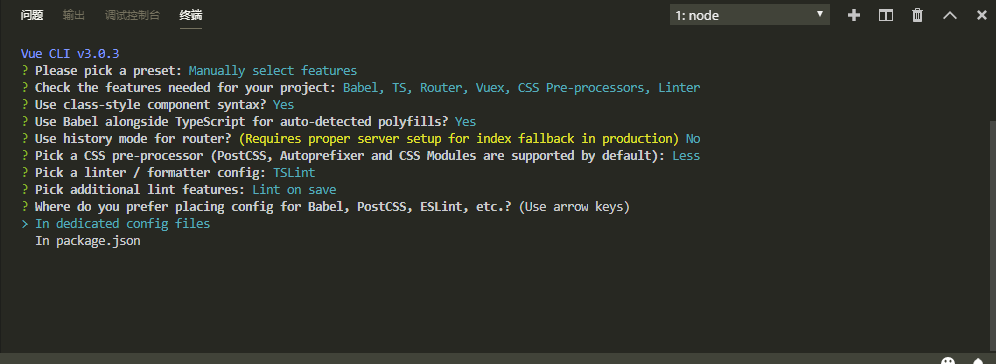 问题 输出 调试控制台 终端 1: node
Vue CLI v3.0.3
? Please pick a preset: Manually select features
? Check the features needed for your project: Babel, TS, Router, Vuex, CSS Pre-processors, Linter
? Use class-style component syntax? Yes
? Use Babel alongside TypeScript for auto-detected polyfills? Yes
? Use history mode for router? (Requires proper server setup for index fallback in production) No
? Pick a CSS pre-processor (PostCSS, Autoprefixer and CSS Modules are supported by default): Less
? Pick a linter / formatter config: TSLint
? Pick additional lint features: Lint on save
? Where do you prefer placing config for Babel, PostCSS, ESLint, etc.? (Use arrow keys)
> In dedicated config files
In package.json